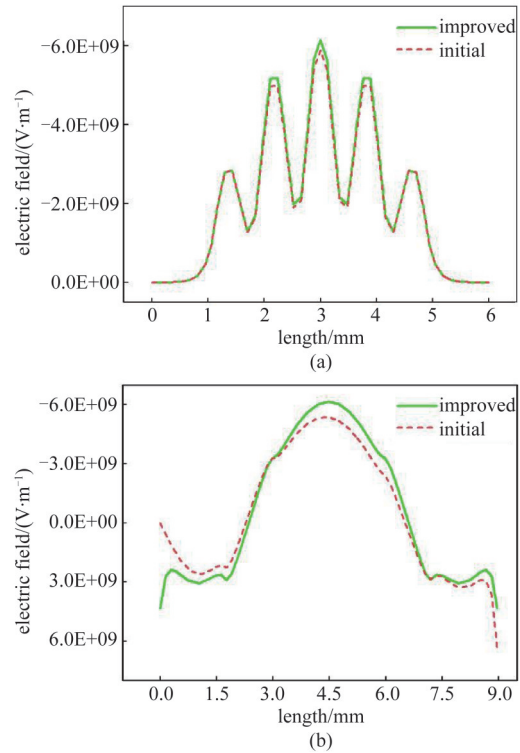 −6.0E+09
−4.0E+09
−2.0E+09
0.0E+00
electric field/(V·m⁻¹)
improved
initial
0 1 2 3 4 5 6
length/mm
(a)
−6.0E+09
−3.0E+09
0.0E+00
3.0E+09
6.0E+09
electric field/(V·m⁻¹)
improved
initial
0.0 1.5 3.0 4.5 6.0 7.5 9.0
length/mm
(b)